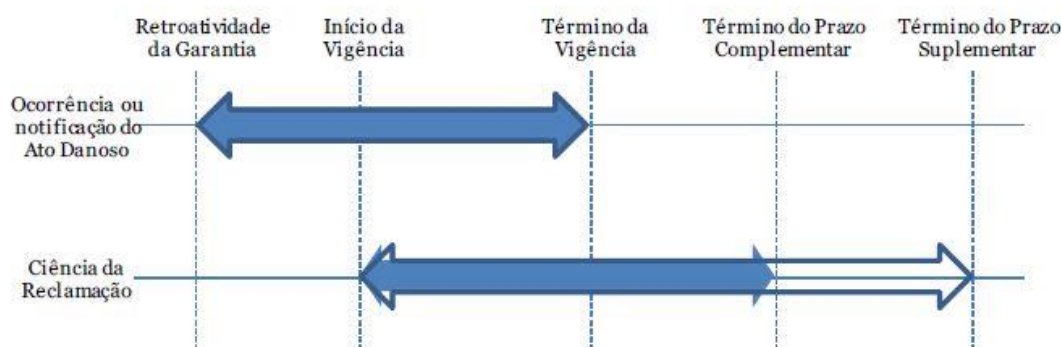 Retroatividade
da Garantia
Início da
Vigência
Término da
Vigência
Término do Prazo
Complementar
Término do Prazo
Suplementar
Ocorrência ou
notificação do
Ato Danoso
Ciência da
Reclamação